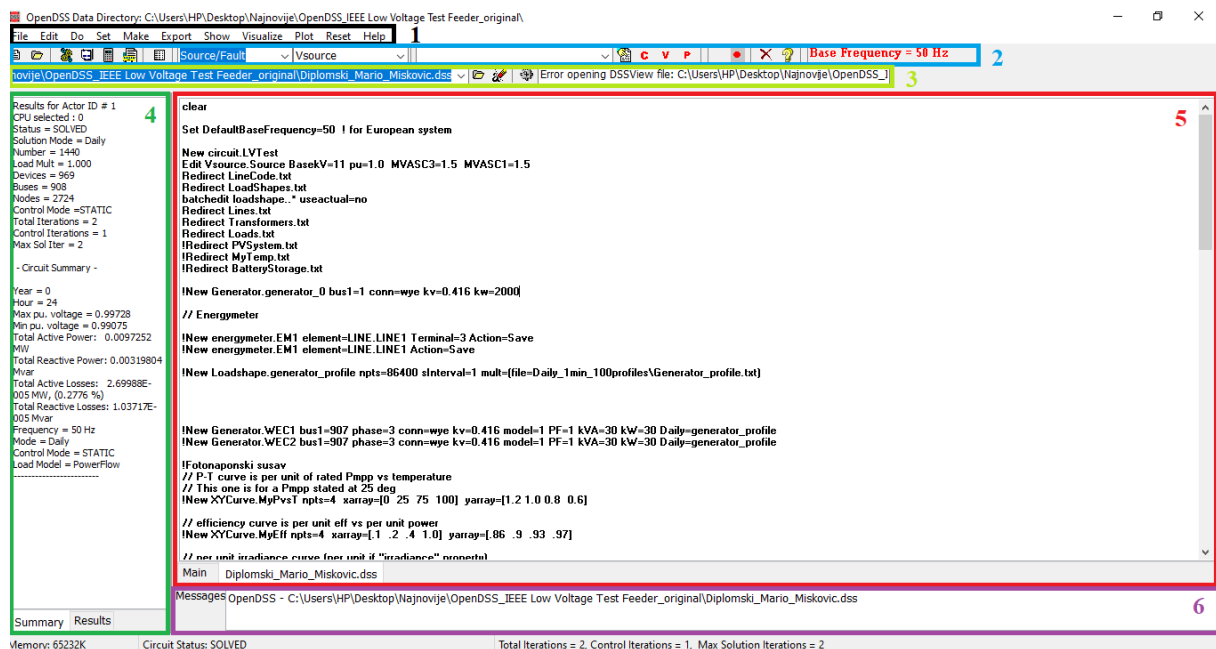 OpenDSS Data Directory: C:\Users\HP\Desktop\Najnovije\OpenDSS_IEEE Low Voltage Test Feeder_original\
File Edit Do Set Make Export Show Visualize Plot Reset Help 1
Source/Fault Vsource C V P Base Frequency = 50 Hz 2
novije\OpenDSS_IEEE Low Voltage Test Feeder_original\Diplomski_Mario_Miskovic.dss Error opening DSSView file: C:\Users\HP\Desktop\Najnovije\OpenDSS_] 3
Results for Actor ID # 1
CPU selected : 0
Status = SOLVED
Solution Mode = Daily
Number = 1440
Load Mult = 1.000
Devices = 969
Buses = 908
Nodes = 2724
Control Mode =STATIC
Total Iterations = 2
Control Iterations = 1
Max Sol Iter = 2
- Circuit Summary -
Year = 0
Hour = 24
Max pu. voltage = 0.99728
Min pu. voltage = 0.99075
Total Active Power: 0.0097252
MW
Total Reactive Power: 0.00319804
Mvar
Total Active Losses: 2.69988E-
005 MW, (0.2776 %)
Total Reactive Losses: 1.03717E-
005 Mvar
Frequency = 50 Hz
Mode = Daily
Control Mode = STATIC
Load Model = PowerFlow
-------------------------
4
Summary Results
clear
Set DefaultBaseFrequency=50 ! for European system
New circuit.LVTest
Edit Vsource.Source BasekV=11 pu=1.0 MVASC3=1.5 MVASC1=1.5
Redirect LineCode.txt
Redirect LoadShapes.txt
batchedit loadshape..* useactual=no
Redirect Lines.txt
Redirect Transformers.txt
Redirect Loads.txt
!Redirect PVSystem.txt
!Redirect MyTemp.txt
!Redirect BatteryStorage.txt
!New Generator.generator_0 bus1=1 conn=wye kv=0.416 kw=2000
// Energymeter
!New energymeter.EM1 element=LINE.LINE1 Terminal=3 Action=Save
!New energymeter.EM1 element=LINE.LINE1 Action=Save
!New Loadshape.generator_profile npts=86400 sInterval=1 mult=(file=Daily_1min_100profiles\Generator_profile.txt)
!New Generator.WEC1 bus1=907 phase=3 conn=wye kv=0.416 model=1 PF=1 kVA=30 kW=30 Daily=generator_profile
!New Generator.WEC2 bus1=907 phase=3 conn=wye kv=0.416 model=1 PF=1 kVA=30 kW=30 Daily=generator_profile
!Fotonaponski susav
// P-T curve is per unit of rated Pmpp vs temperature
// This one is for a Pmpp stated at 25 deg
!New XYCurve.MyPvsT npts=4 xarray=[0 25 75 100] yarray=[1.2 1.0 0.8 0.6]
// efficiency curve is per unit eff vs per unit power
!New XYCurve.MyEff npts=4 xarray=[.1 .2 .4 1.0] yarray=[.86 .9 .93 .97]
// per unit irradiance curve (per unit if "irradiance" property)
5
Main Diplomski_Mario_Miskovic.dss
Messages OpenDSS - C:\Users\HP\Desktop\Najnovije\OpenDSS_IEEE Low Voltage Test Feeder_original\Diplomski_Mario_Miskovic.dss
6
Memory: 65232K Circuit Status: SOLVED Total Iterations = 2, Control Iterations = 1, Max Solution Iterations = 2